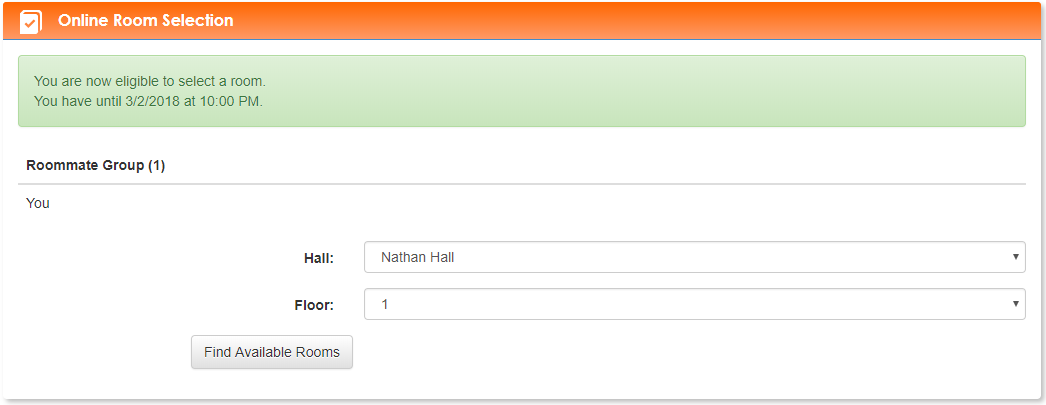 Online Room Selection
You are now eligible to select a room.
You have until 3/2/2018 at 10:00 PM.
Roommate Group (1)
You
Hall: Nathan Hall
Floor: 1
Find Available Rooms